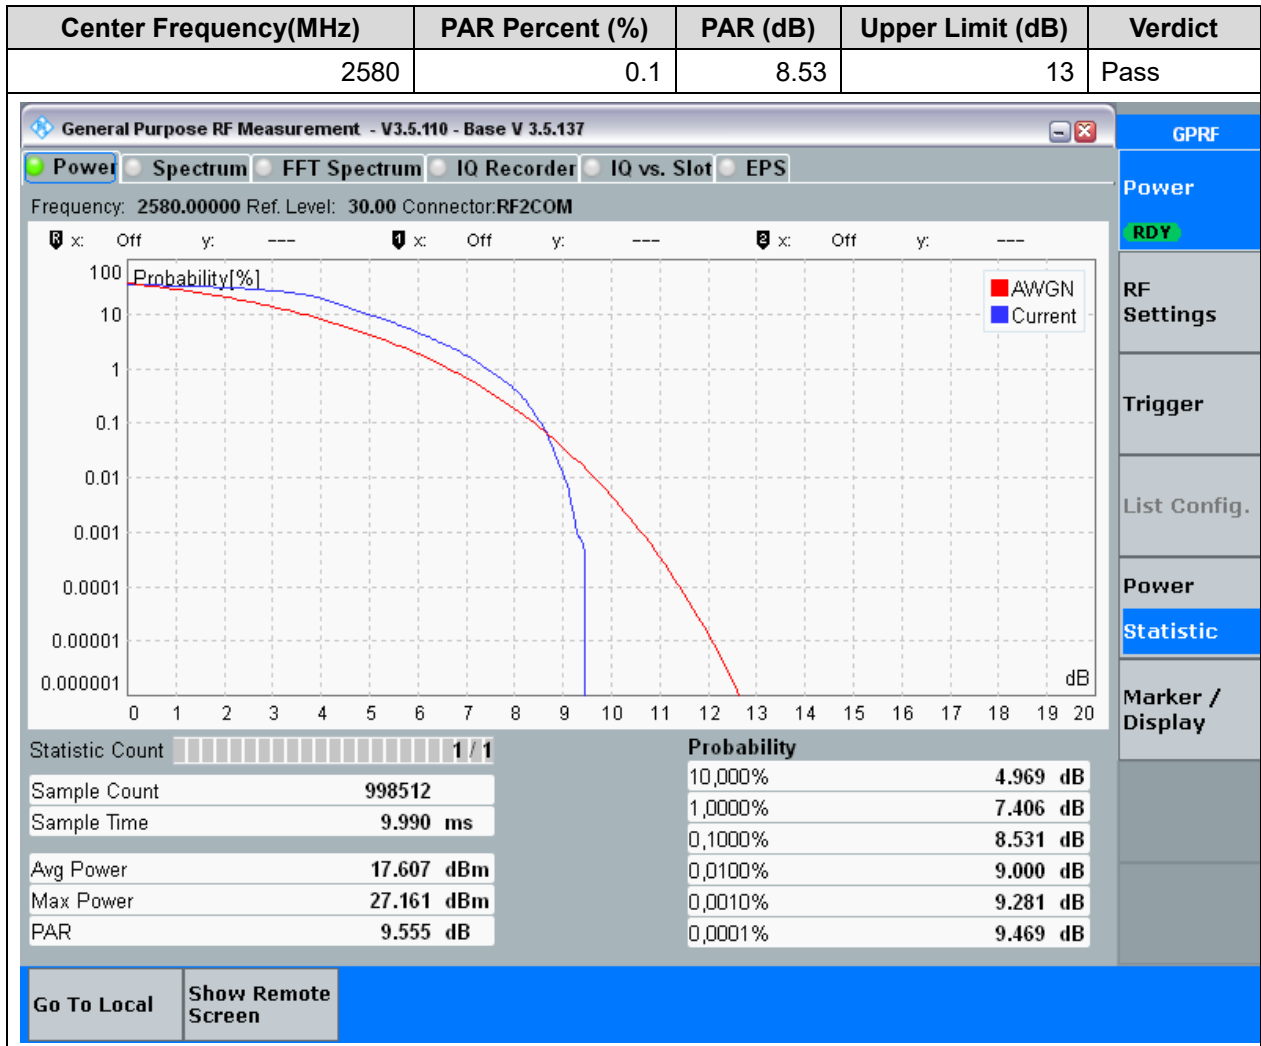 Center Frequency(MHz) PAR Percent (%) PAR (dB) Upper Limit (dB) Verdict
2580 0.1 8.53 13 Pass
General Purpose RF Measurement - V3.5.110 - Base V 3.5.137
GPRF
Power Spectrum FFT Spectrum IQ Recorder IQ vs. Slot EPS
Power
RDY
Frequency: 2580.00000 Ref. Level: 30.00 Connector:RF2COM
R x: Off y: --- 1 x: Off y: --- 2 x: Off y: ---
Probability[%]
AWGN
Current
100
10
1
0.1
0.01
0.001
0.0001
0.00001
0.000001
dB
0 1 2 3 4 5 6 7 8 9 10 11 12 13 14 15 16 17 18 19 20
RF
Settings
Trigger
List Config.
Power
Statistic
Marker /
Display
Statistic Count 1 / 1
Sample Count 998512
Sample Time 9.990 ms
Avg Power 17.607 dBm
Max Power 27.161 dBm
PAR 9.555 dB
Probability
10,000% 4.969 dB
1,0000% 7.406 dB
0,1000% 8.531 dB
0,0100% 9.000 dB
0,0010% 9.281 dB
0,0001% 9.469 dB
Go To Local
Show Remote
Screen